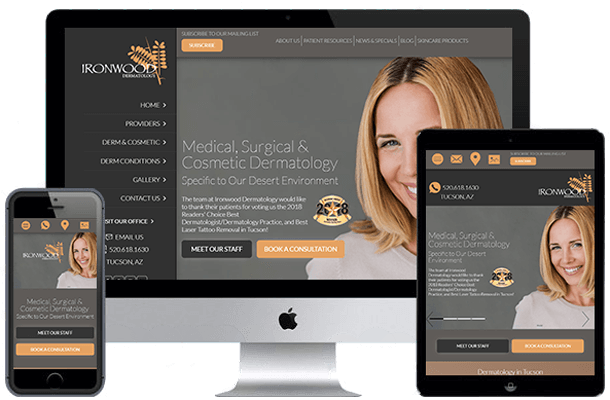 SUBSCRIBE TO OUR MAILING LIST
SUBSCRIBE
ABOUT US | PATIENT RESOURCES | NEWS & SPECIALS | BLOG | SKINCARE PRODUCTS
IRONWOOD
DERMATOLOGY
HOME >
PROVIDERS >
DERM & COSMETIC >
DERM CONDITIONS >
GALLERY >
CONTACT US >
VISIT OUR OFFICE >
EMAIL US
520.618.1630
TUCSON, AZ
Medical, Surgical &
Cosmetic Dermatology
Specific to Our Desert Environment
The team at Ironwood Dermatology would like
to thank their patients for voting us the 2018
Readers' Choice Best
Dermatologist/Dermatology Practice, and Best
Laser Tattoo Removal in Tucson!
2018
MEET OUR STAFF
BOOK A CONSULTATION
IRONWOOD
Medical, Surgical &
Cosmetic Dermatology
Specific to Our Desert Environment
MEET OUR STAFF
BOOK A CONSULTATION
SUBSCRIBE TO OUR MAILING LIST
SUBSCRIBE
520.618.1630
TUCSON, AZ
IRONWOOD
DERMATOLOGY
Medical, Surgical &
Cosmetic Dermatology
Specific to Our Desert
Environment
The team at Ironwood
Dermatology would like to
thank their patients for
voting us the 2018
Readers' Choice Best
Dermatologist/Dermatology
Practice, and Best Laser Tattoo Removal in Tucson!
2018
MEET OUR STAFF
BOOK A CONSULTATION
Dermatology in Tucson